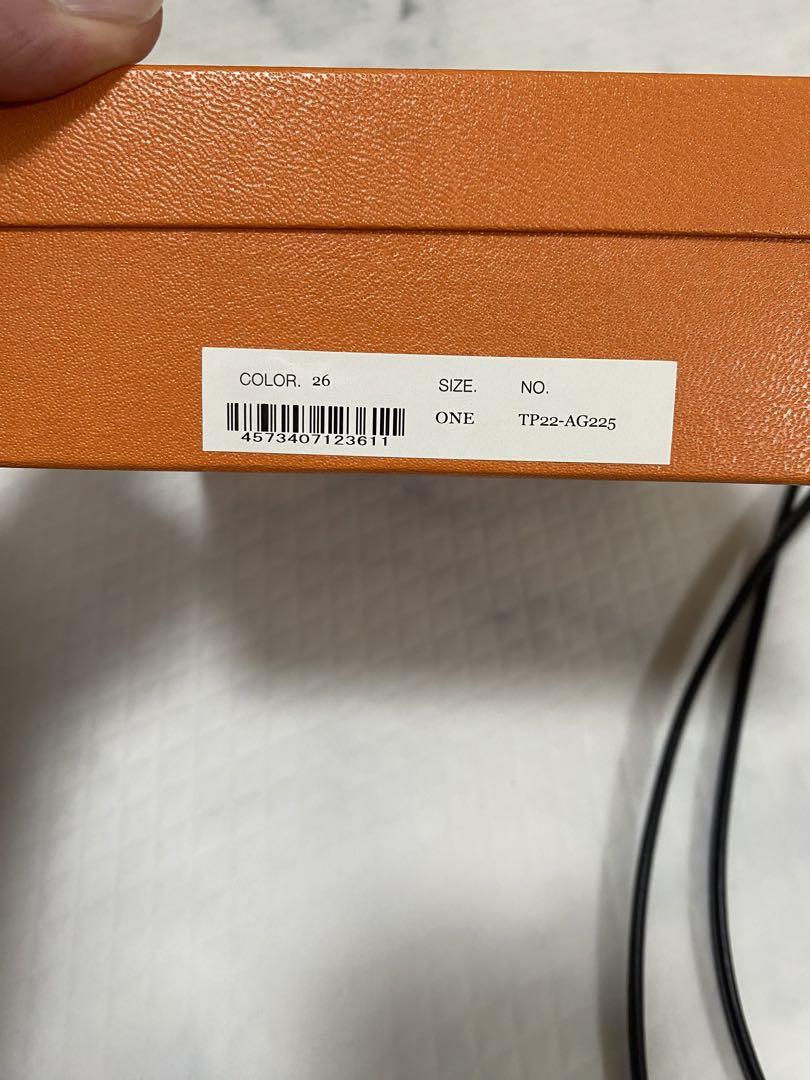 COLOR. 26 SIZE. NO.
ONE TP22-AG225
4573407123611